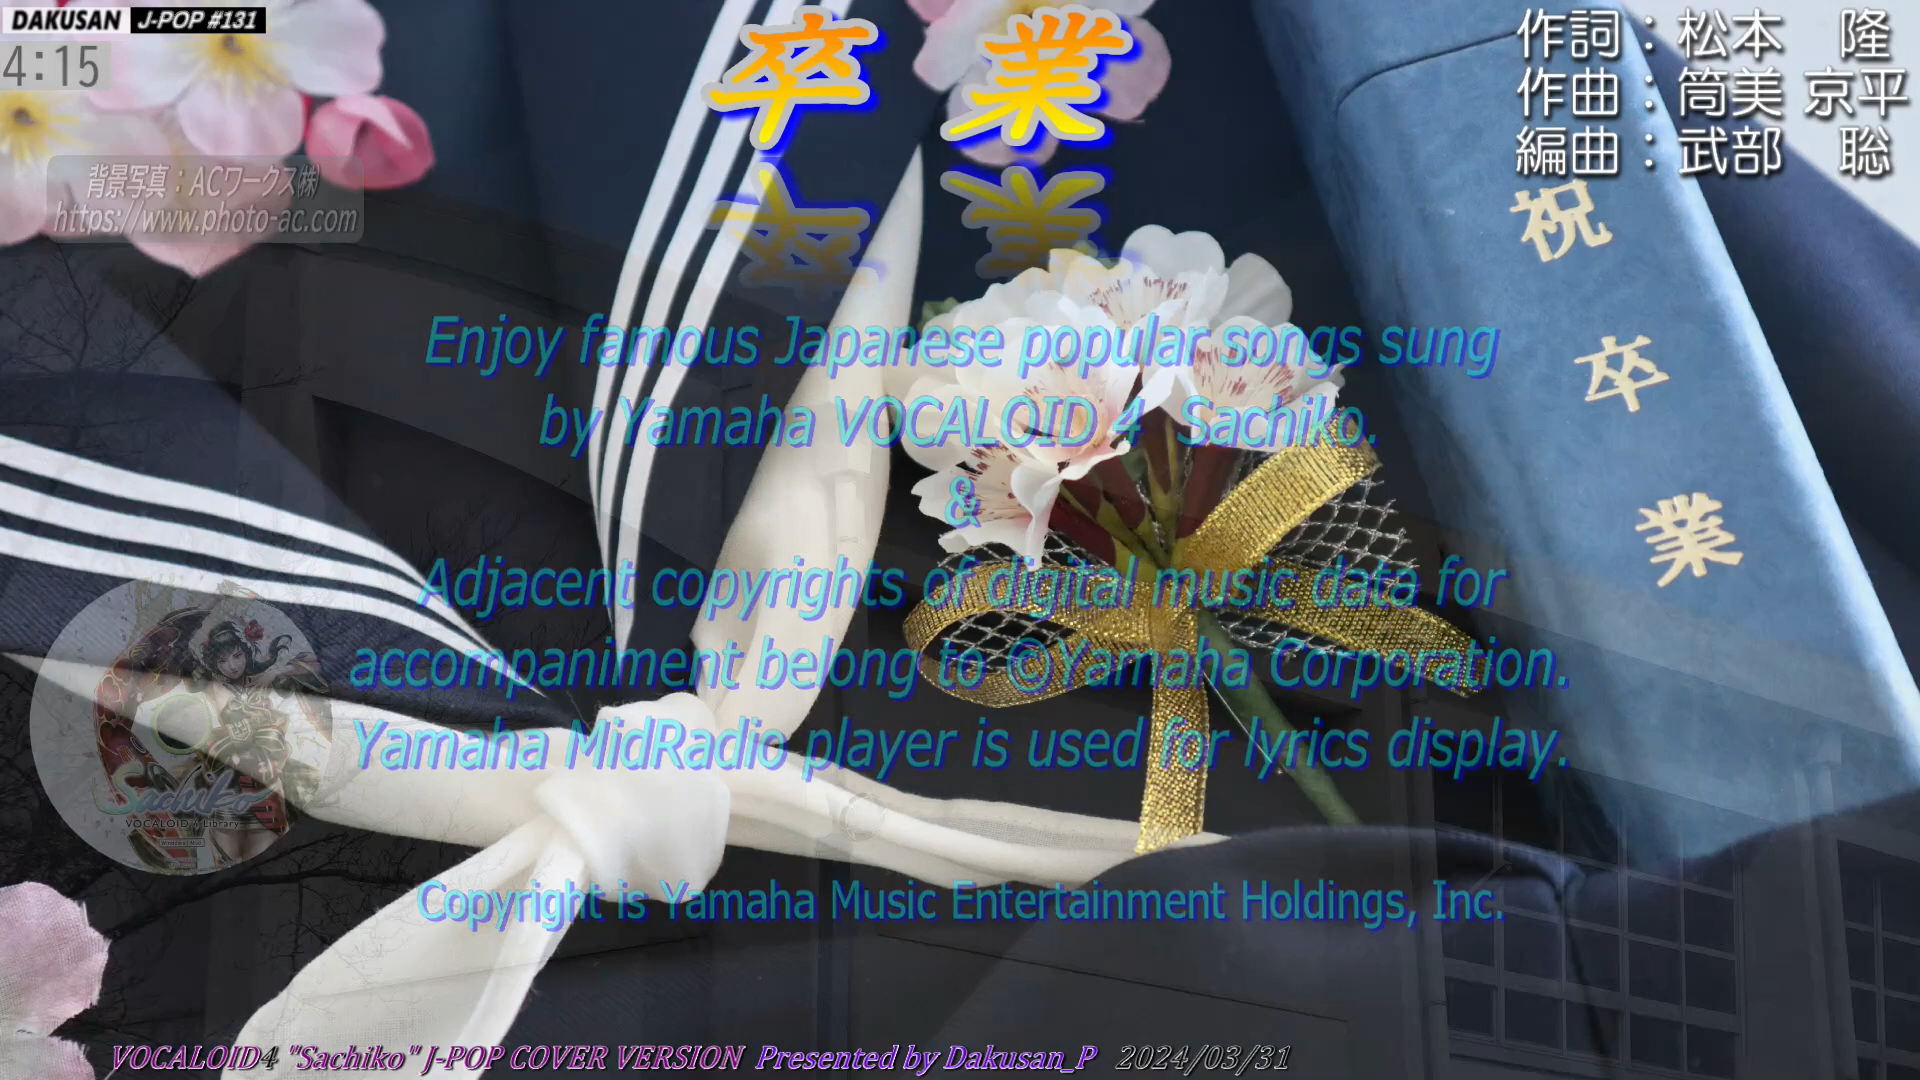 DAKUSAN J-POP #131
4:15
卒 業
作詞：松本 隆
作曲：筒美 京平
編曲：武部 聡
背景写真：ACワークス㈱
https://www.photo-ac.com
祝
卒
業
Enjoy famous Japanese popular songs sung
by Yamaha VOCALOID 4 Sachiko.
&
Adjacent copyrights of digital music data for
accompaniment belong to ©Yamaha Corporation.
Yamaha MidRadio player is used for lyrics display.
Sachiko
VOCALOID 4 Library
Copyright is Yamaha Music Entertainment Holdings, Inc.
VOCALOID4 "Sachiko" J-POP COVER VERSION Presented by Dakusan_P 2024/03/31